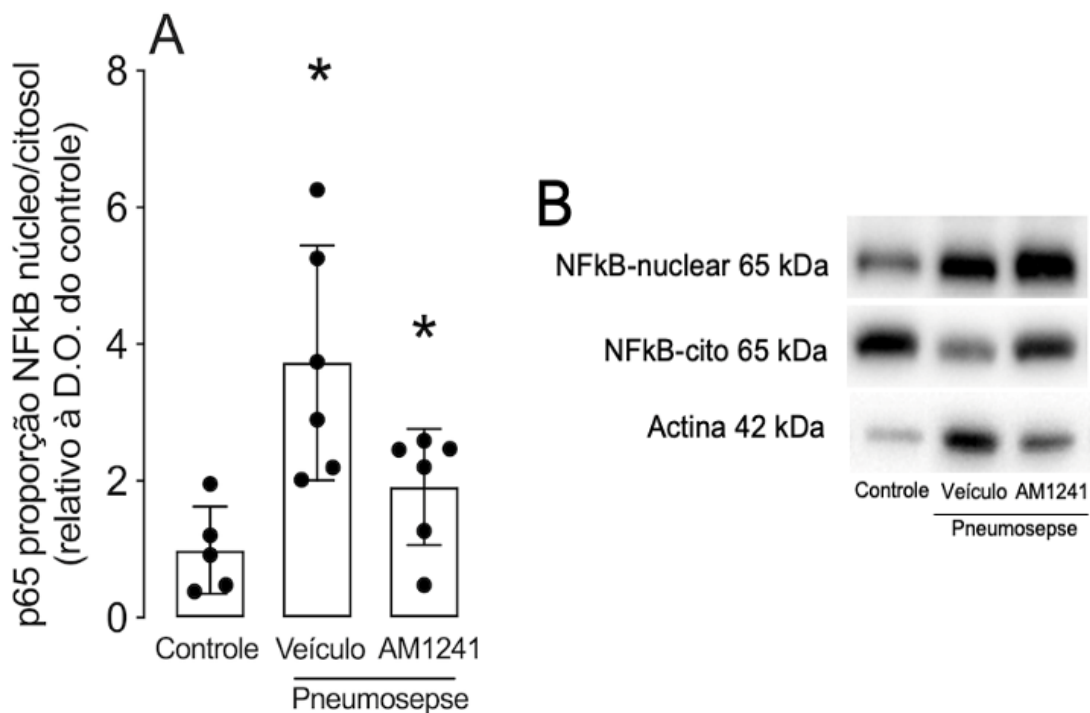 A
p65 proporção NFkB núcleo/citosol
(relativo à D.O. do controle)
8
6
4
2
0
*
*
Controle Veículo AM1241
Pneumosepse
B
NFkB-nuclear 65 kDa
NFkB-cito 65 kDa
Actina 42 kDa
Controle Veículo AM1241
Pneumosepse